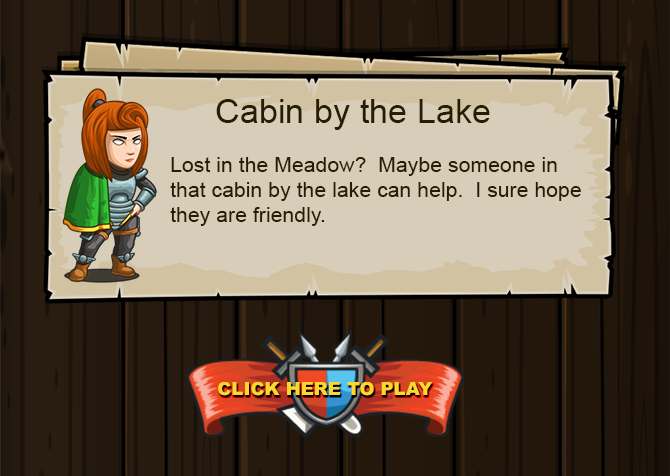 Cabin by the Lake
Lost in the Meadow?  Maybe someone in
that cabin by the lake can help.  I sure hope
they are friendly.
CLICK HERE TO PLAY